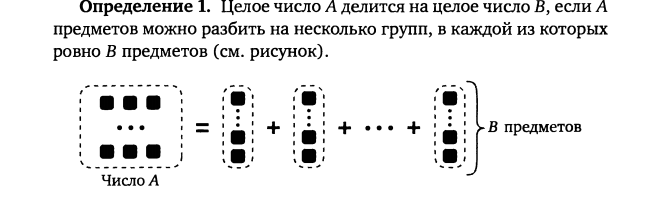 Определение 1. Целое число A делится на целое число B, если A
предметов можно разбить на несколько групп, в каждой из которых
ровно B предметов (см. рисунок).
... = + + ... +
B предметов
Число A